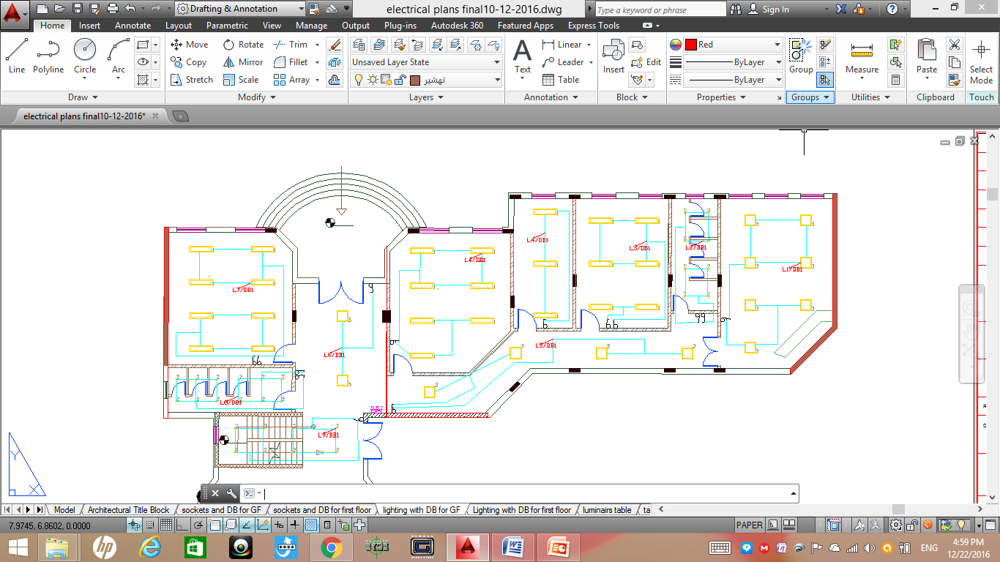 Drafting & Annotation
electrical plans final10-12-2016.dwg
Type a keyword or phrase
Sign In
Home Insert Annotate Layout Parametric View Manage Output Plug-ins Autodesk 360 Featured Apps Express Tools
Line Polyline Circle Arc
Move Rotate Trim
Copy Mirror Fillet
Stretch Scale Array
Unsaved Layer State
تهشير
Text
Linear
Leader
Table
Insert
Edit
Red
ByLayer
ByLayer
Group
Measure
Paste
Select
Mode
Draw Modify Layers Annotation Block Properties Groups Utilities Clipboard Touch
electrical plans final10-12-2016*
L4/DB1
L3/DB1
L2/DB1
L1/DB1
L7/DB1
L5/DB1
L6/DB1
L8/DB1
L9/DB1
Model Architectural Title Block sockets and DB for GF sockets and DB for first floor lighting with DB for GF Lighting with DB for first floor luminairs table ta
7.9745, 6.8602, 0.0000
PAPER
hp
ENG
4:59 PM
12/22/2016